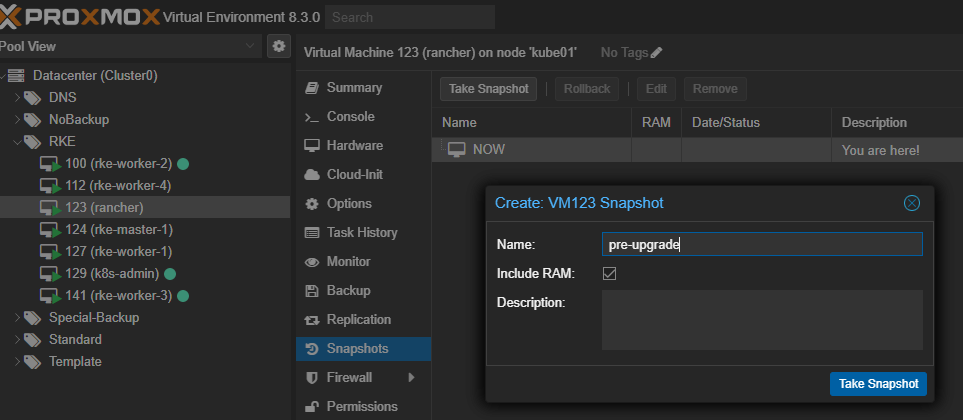 PROXMOX Virtual Environment 8.3.0 Search
Pool View
Virtual Machine 123 (rancher) on node 'kube01' No Tags
Datacenter (Cluster0)
DNS
NoBackup
RKE
100 (rke-worker-2)
112 (rke-worker-4)
123 (rancher)
124 (rke-master-1)
127 (rke-worker-1)
129 (k8s-admin)
141 (rke-worker-3)
Special-Backup
Standard
Template
Summary
Console
Hardware
Cloud-Init
Options
Task History
Monitor
Backup
Replication
Snapshots
Firewall
Permissions
Take Snapshot Rollback Edit Remove
Name RAM Date/Status Description
NOW You are here!
Create: VM123 Snapshot
Name: pre-upgrade
Include RAM:
Description:
Take Snapshot